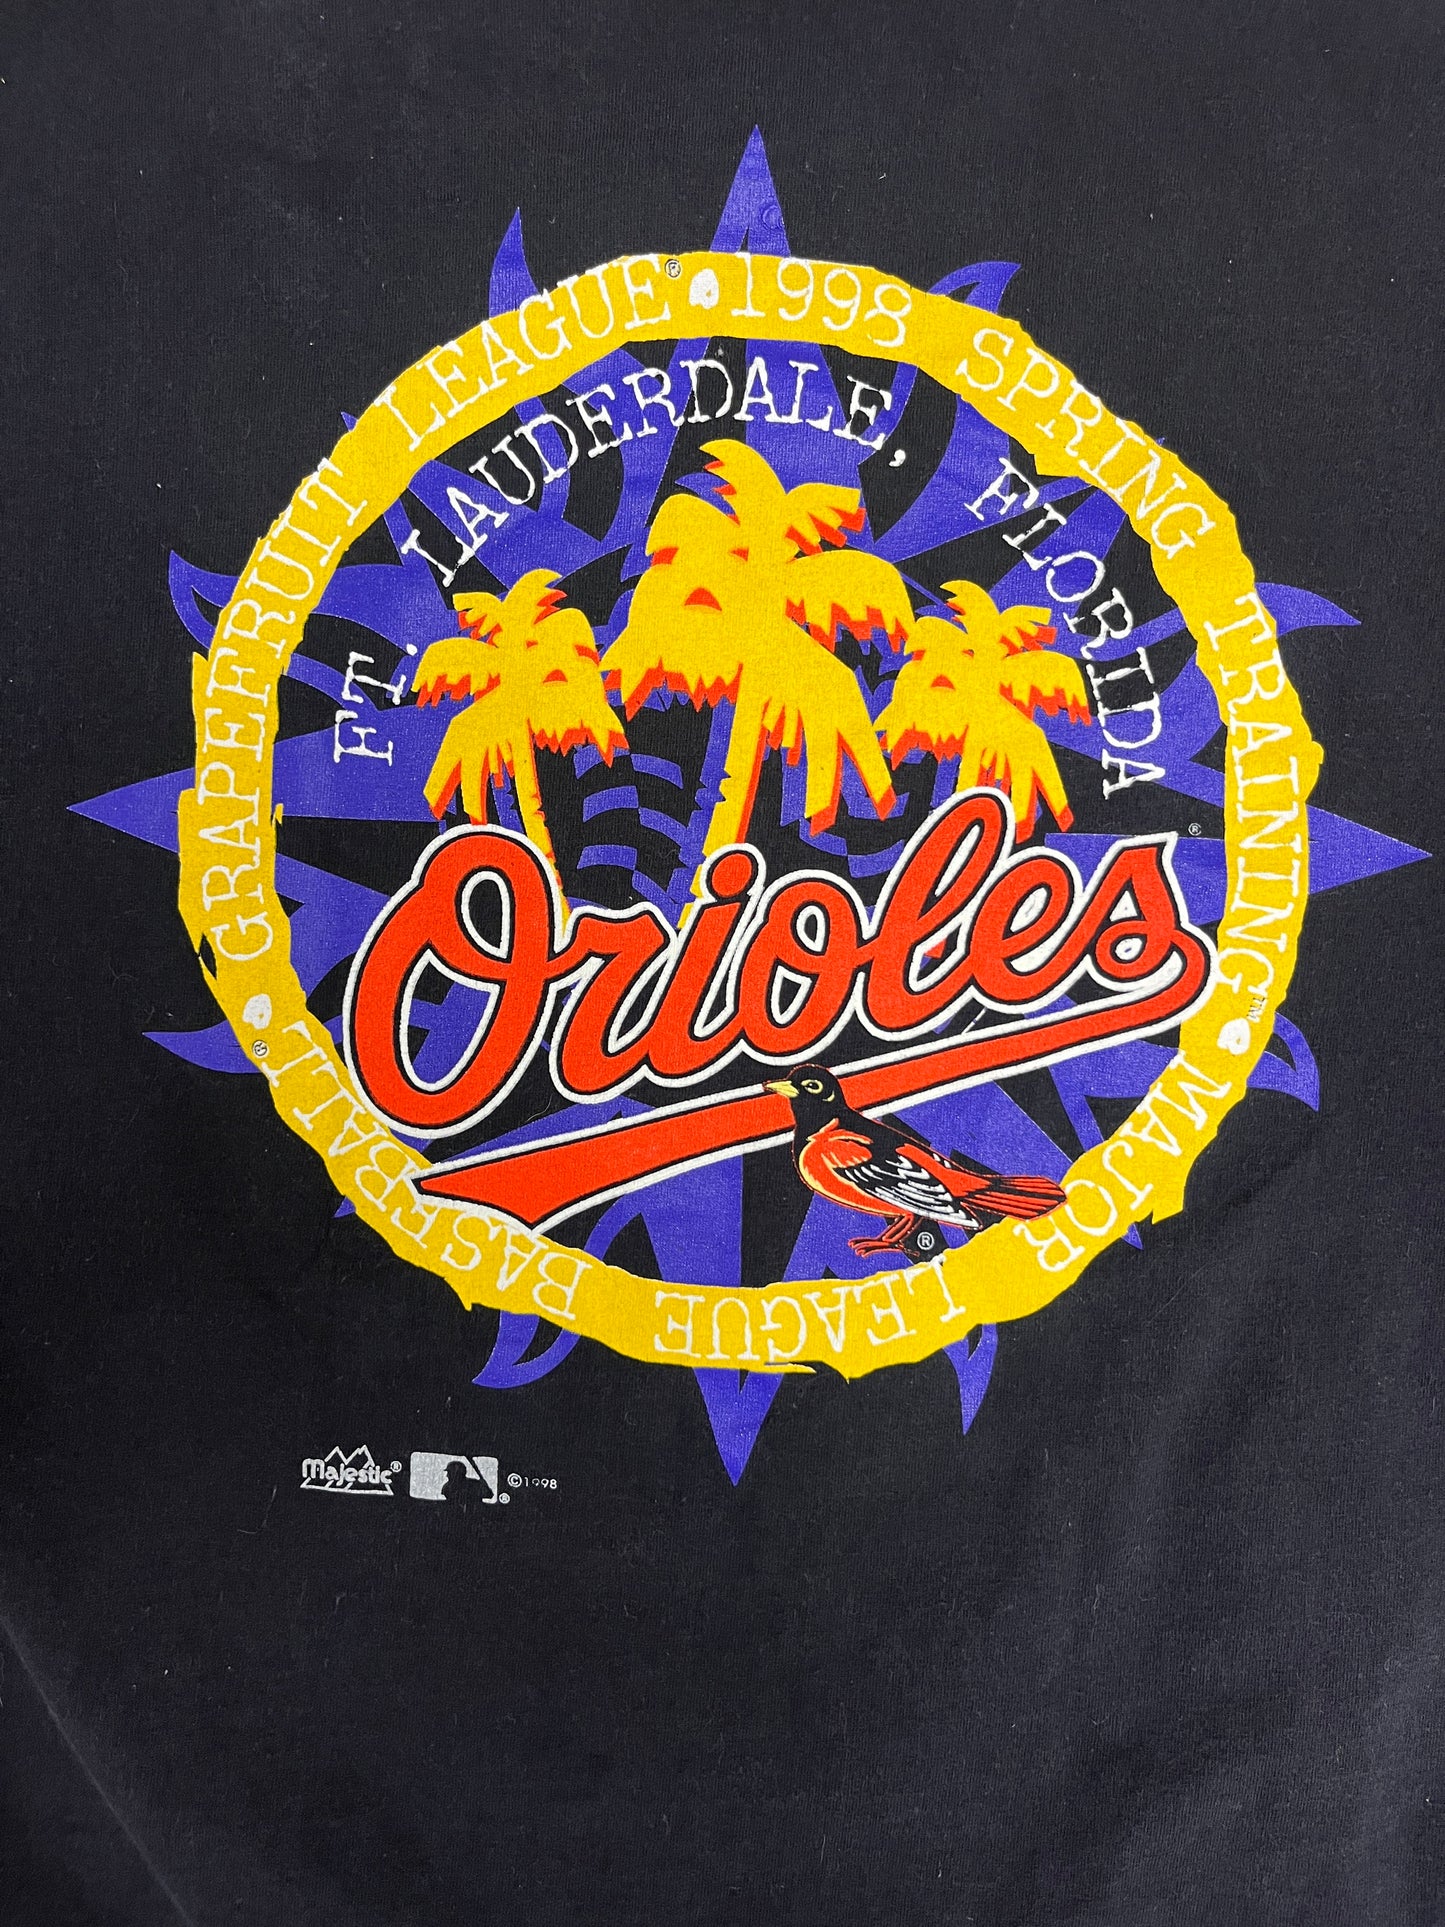 GRAPEFRUIT LEAGUE® • 1998 SPRING TRAINING™ • MAJOR LEAGUE BASEBALL® •
FT. LAUDERDALE, FLORIDA
®
Orioles
®
Majestic® ® ©1998